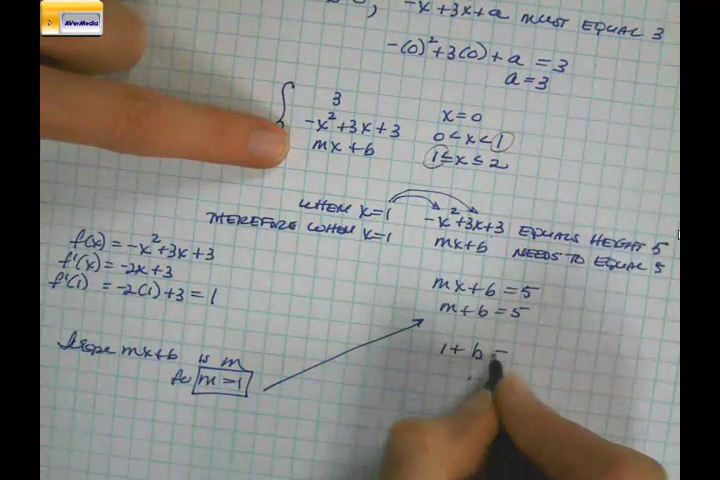 AVerMedia
-x +3x+a MUST EQUAL 3
-(0)²+3(0)+a = 3
a = 3
3 x=0
-x²+3x+3 0<x<1
mx+b 1≤x≤2
WHEN x=1 -x²+3x+3 EQUALS HEIGHT 5
THEREFORE WHEN x=1 mx+b NEEDS TO EQUAL 5
f(x) = -x²+3x+3
f'(x) = -2x+3
f'(1) = -2(1)+3 = 1
mx+b = 5
m+b = 5
Slope mx+b is m
so m=1
1+b =